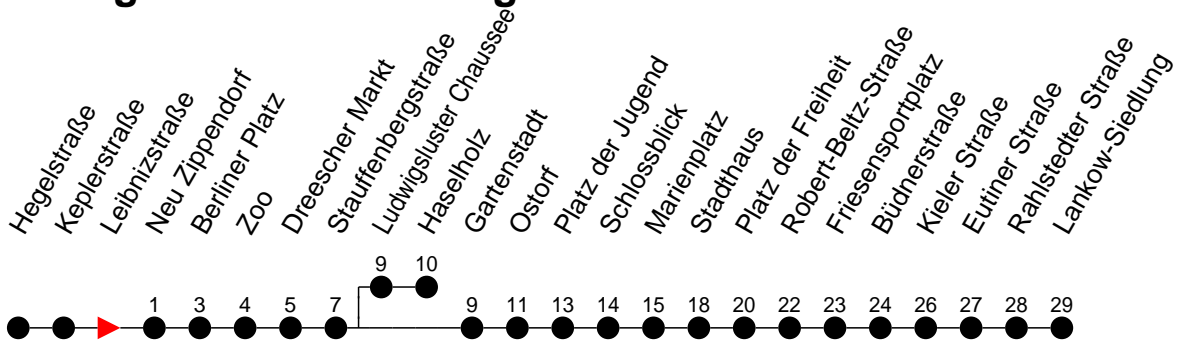 Hegelstraße
Keplerstraße
Leibnizstraße
Neu Zippendorf
Berliner Platz
Zoo
Dreescher Markt
Stauffenbergstraße
Ludwigsluster Chaussee
Haselholz
Gartenstadt
Ostorf
Platz der Jugend
Schlossblick
Marienplatz
Stadthaus
Platz der Freiheit
Robert-Beltz-Straße
Friesensportplatz
Büdnerstraße
Kieler Straße
Eutiner Straße
Rahlstedter Straße
Lankow-Siedlung
9 10
1 3 4 5 7 9 11 13 14 15 18 20 22 23 24 26 27 28 29